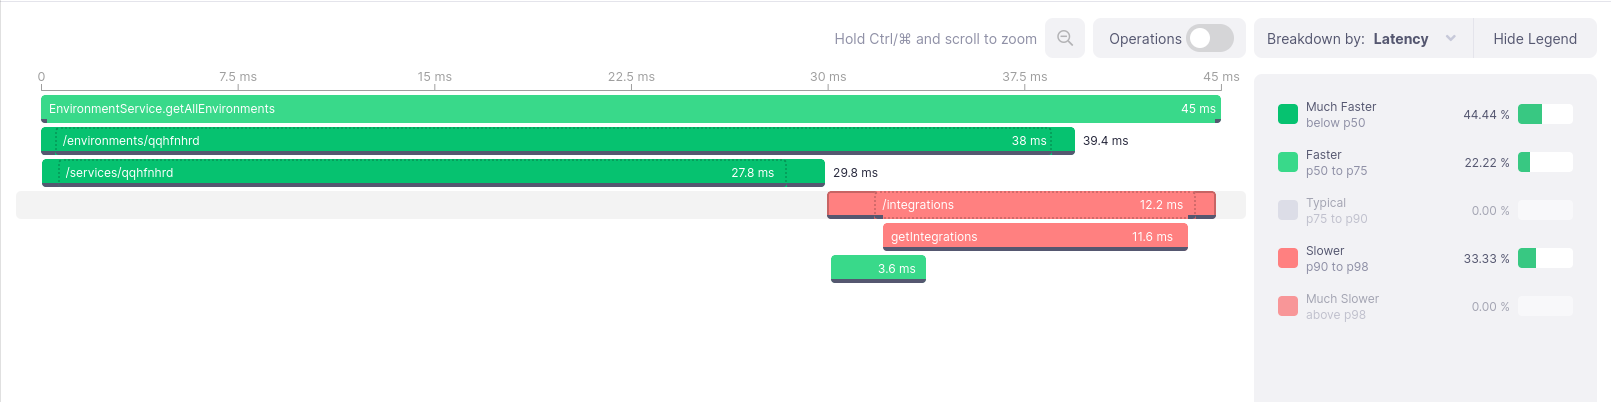 Hold Ctrl/⌘ and scroll to zoom
Operations
Breakdown by: Latency
Hide Legend
0 7.5 ms 15 ms 22.5 ms 30 ms 37.5 ms 45 ms
EnvironmentService.getAllEnvironments 45 ms
/environments/qqhfnhrd 38 ms 39.4 ms
/services/qqhfnhrd 27.8 ms 29.8 ms
/integrations 12.2 ms
getIntegrations 11.6 ms
3.6 ms
Much Faster
below p50
44.44 %
Faster
p50 to p75
22.22 %
Typical
p75 to p90
0.00 %
Slower
p90 to p98
33.33 %
Much Slower
above p98
0.00 %